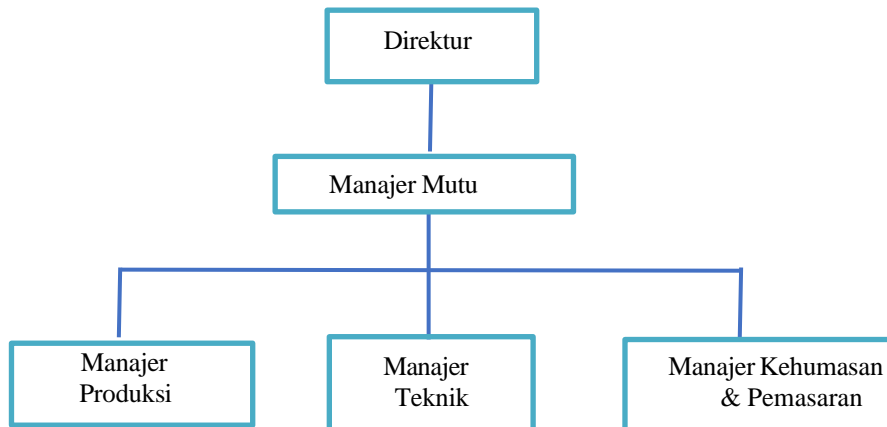 Direktur
Manajer Mutu
Manajer
Produksi
Manajer
Teknik
Manajer Kehumasan
& Pemasaran